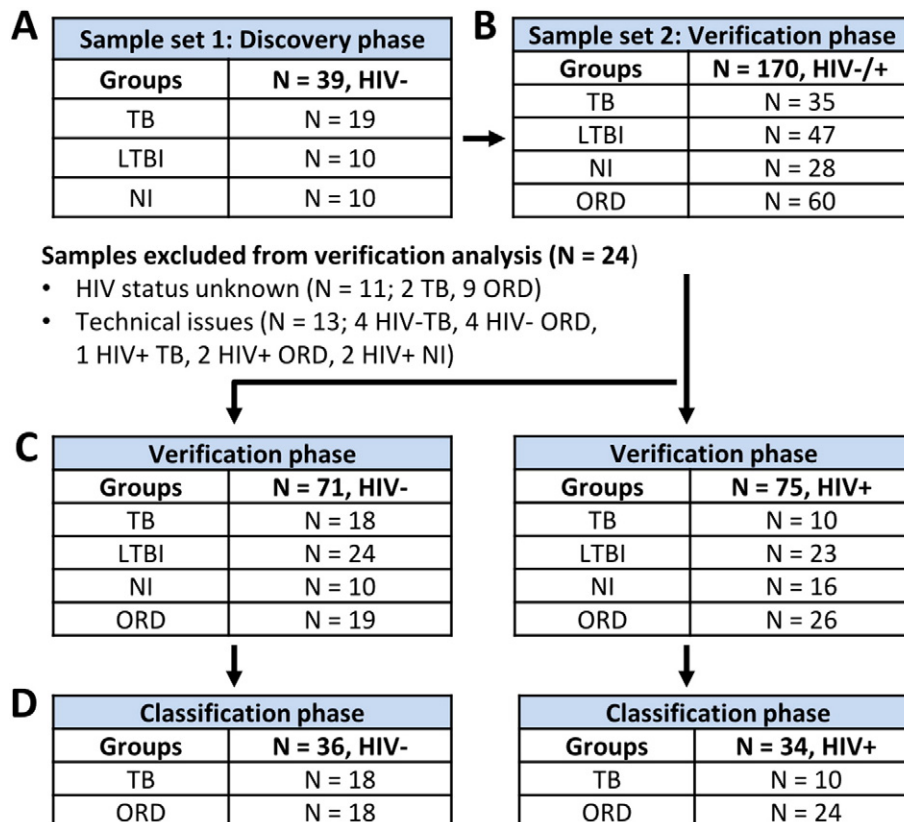 A
Sample set 1: Discovery phase
Groups N = 39, HIV-
TB N = 19
LTBI N = 10
NI N = 10
B
Sample set 2: Verification phase
Groups N = 170, HIV-/+
TB N = 35
LTBI N = 47
NI N = 28
ORD N = 60
Samples excluded from verification analysis (N = 24)
• HIV status unknown (N = 11; 2 TB, 9 ORD)
• Technical issues (N = 13; 4 HIV-TB, 4 HIV- ORD,
1 HIV+ TB, 2 HIV+ ORD, 2 HIV+ NI)
C
Verification phase
Groups N = 71, HIV-
TB N = 18
LTBI N = 24
NI N = 10
ORD N = 19
Verification phase
Groups N = 75, HIV+
TB N = 10
LTBI N = 23
NI N = 16
ORD N = 26
D
Classification phase
Groups N = 36, HIV-
TB N = 18
ORD N = 18
Classification phase
Groups N = 34, HIV+
TB N = 10
ORD N = 24